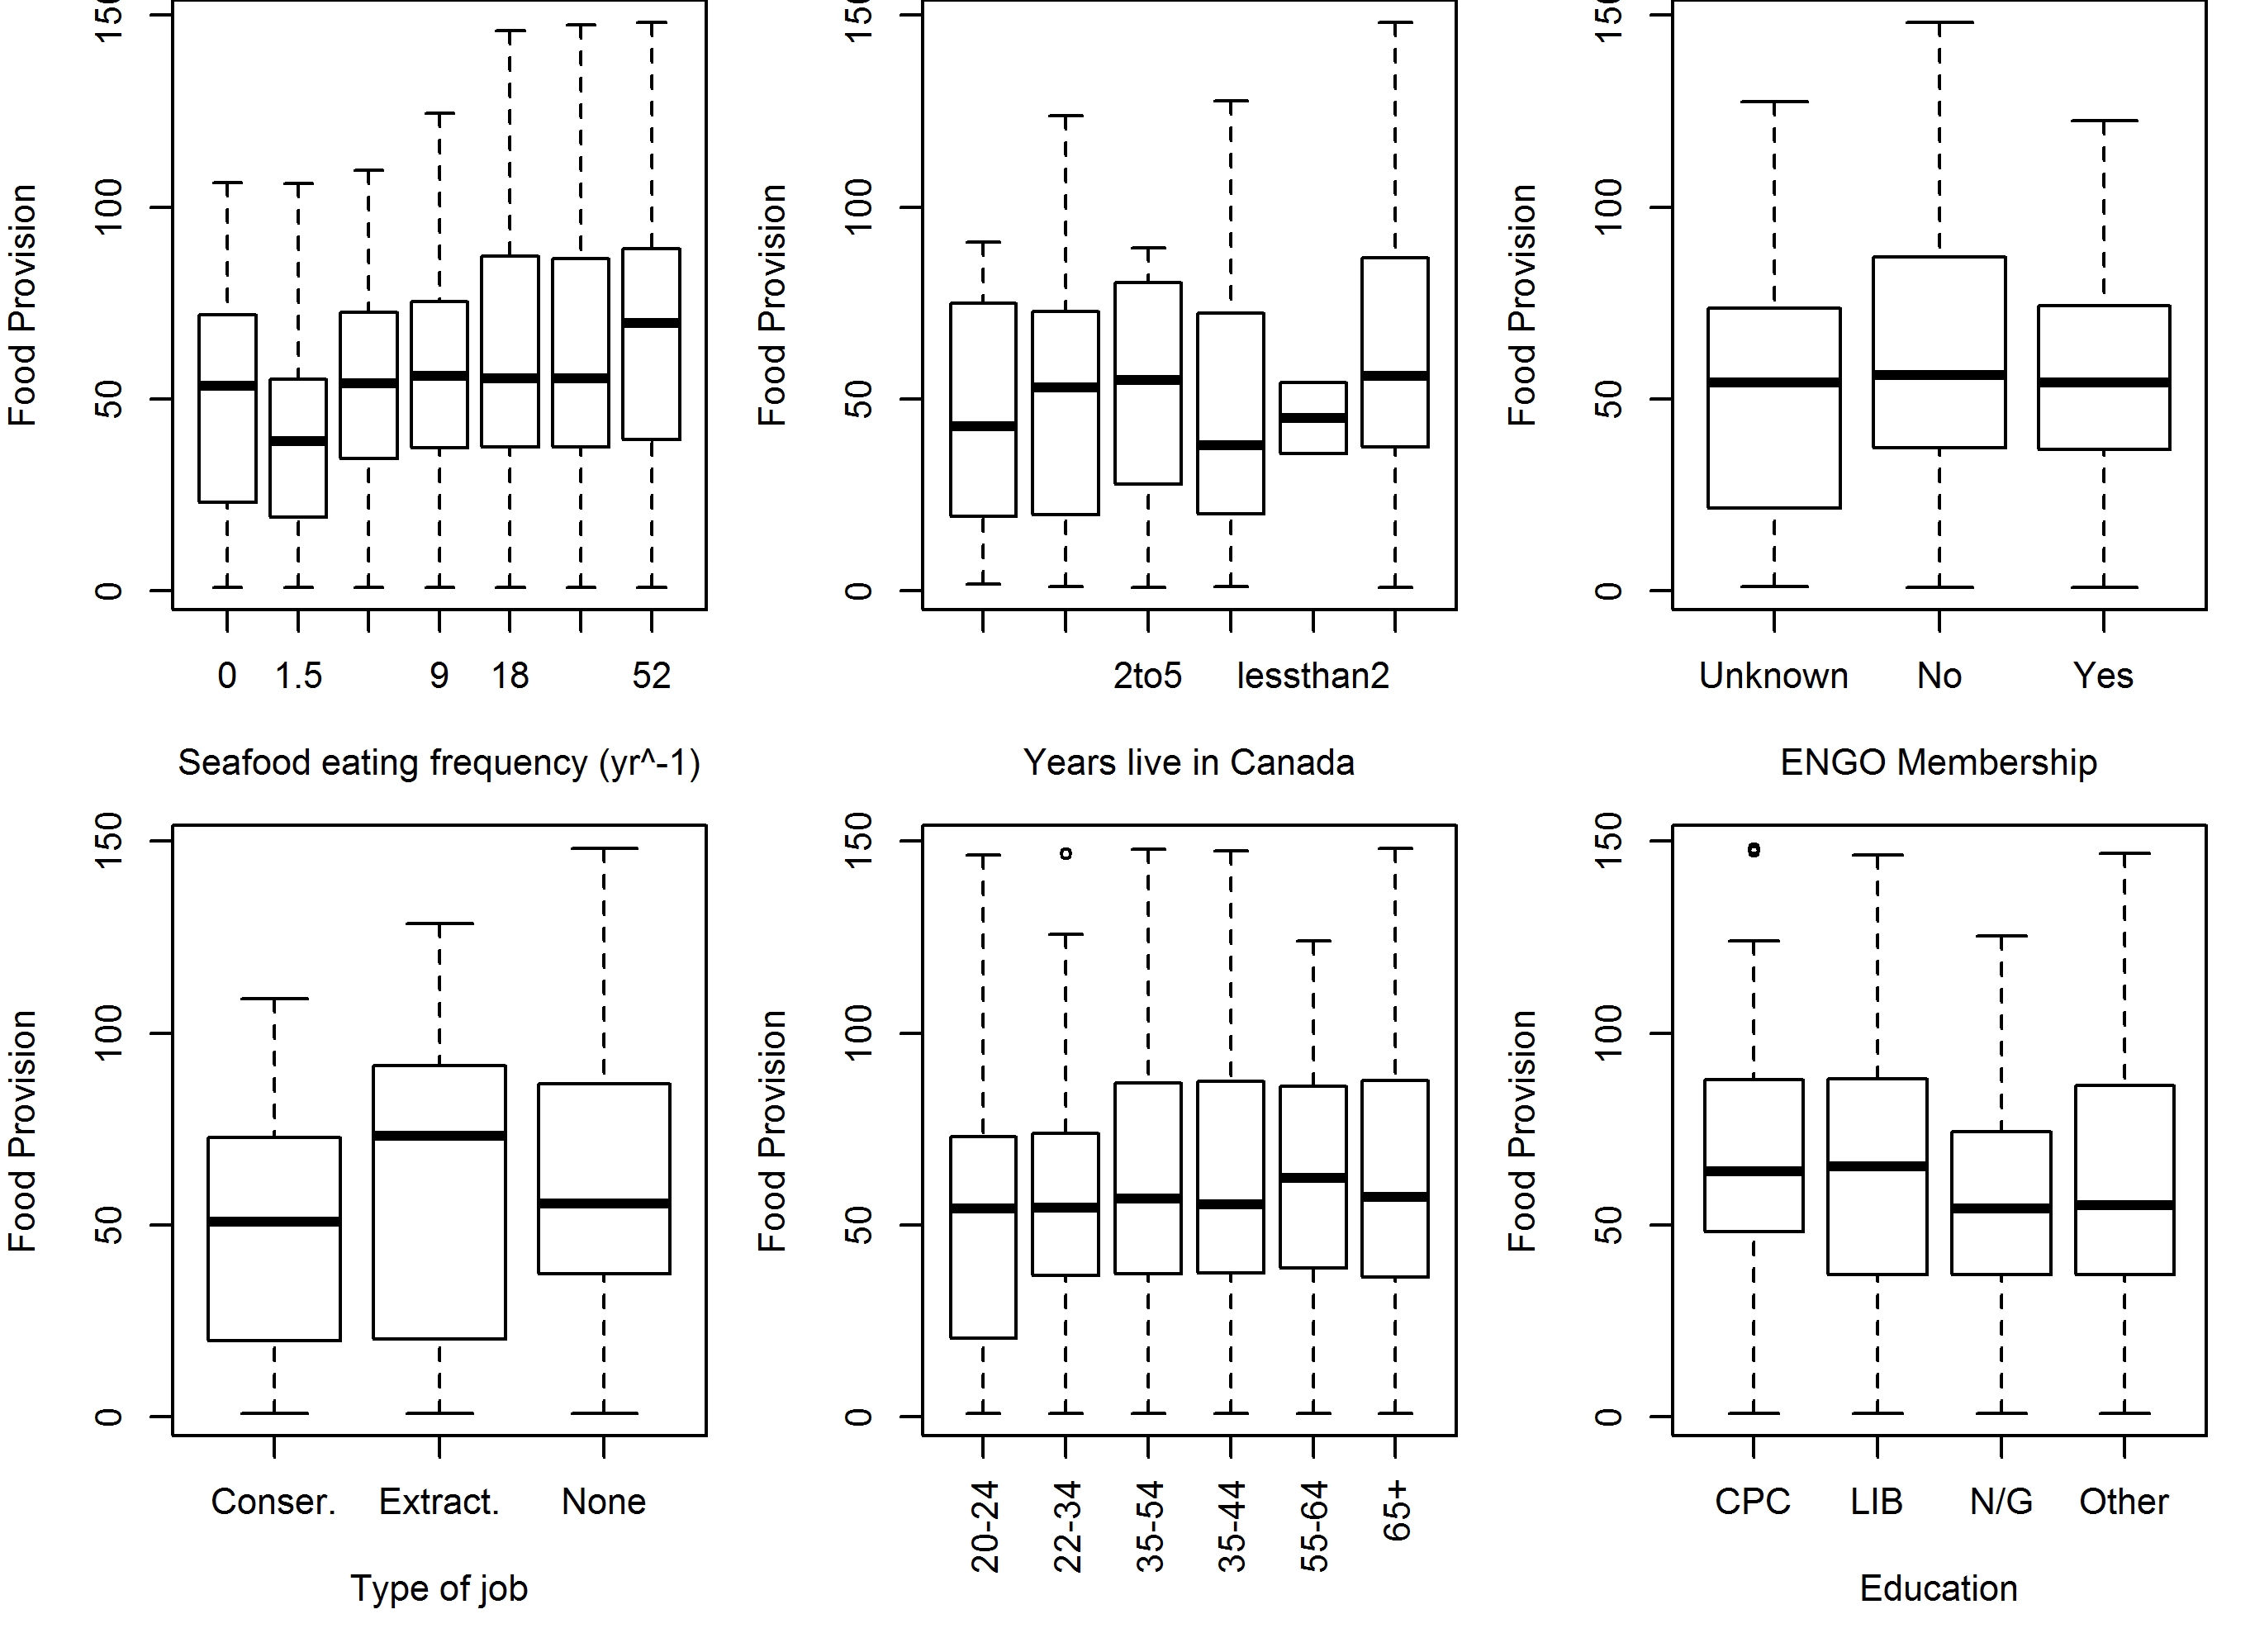 Food Provision
0
50
100
0 1.5 9 18 52
Seafood eating frequency (yr^-1)
Food Provision
0
50
100
2to5 lessthan2
Years live in Canada
Food Provision
0
50
100
Unknown No Yes
ENGO Membership
Food Provision
0
50
100
150
Conser. Extract. None
Type of job
Food Provision
0
50
100
150
20-24 22-34 35-54 35-44 55-64 65+
Food Provision
0
50
100
150
CPC LIB N/G Other
Education